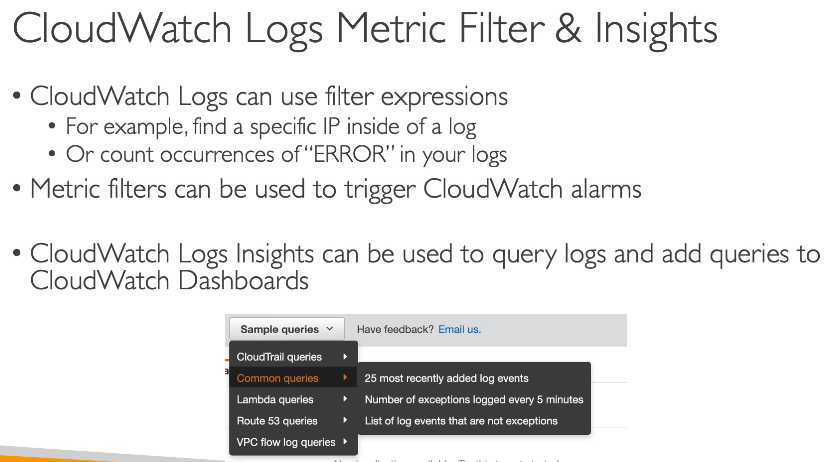 CloudWatch Logs Metric Filter & Insights
• CloudWatch Logs can use filter expressions
• For example, find a specific IP inside of a log
• Or count occurrences of “ERROR” in your logs
• Metric filters can be used to trigger CloudWatch alarms
• CloudWatch Logs Insights can be used to query logs and add queries to
CloudWatch Dashboards
Sample queries
Have feedback? Email us.
CloudTrail queries
Common queries
Lambda queries
Route 53 queries
VPC flow log queries
25 most recently added log events
Number of exceptions logged every 5 minutes
List of log events that are not exceptions